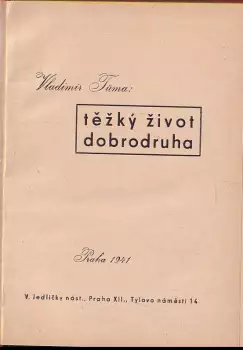 Vladimír Tůma:
těžký život
dobrodruha
Praha 1941
V. Jedličky nást., Praha XII., Tylovo náměstí 14